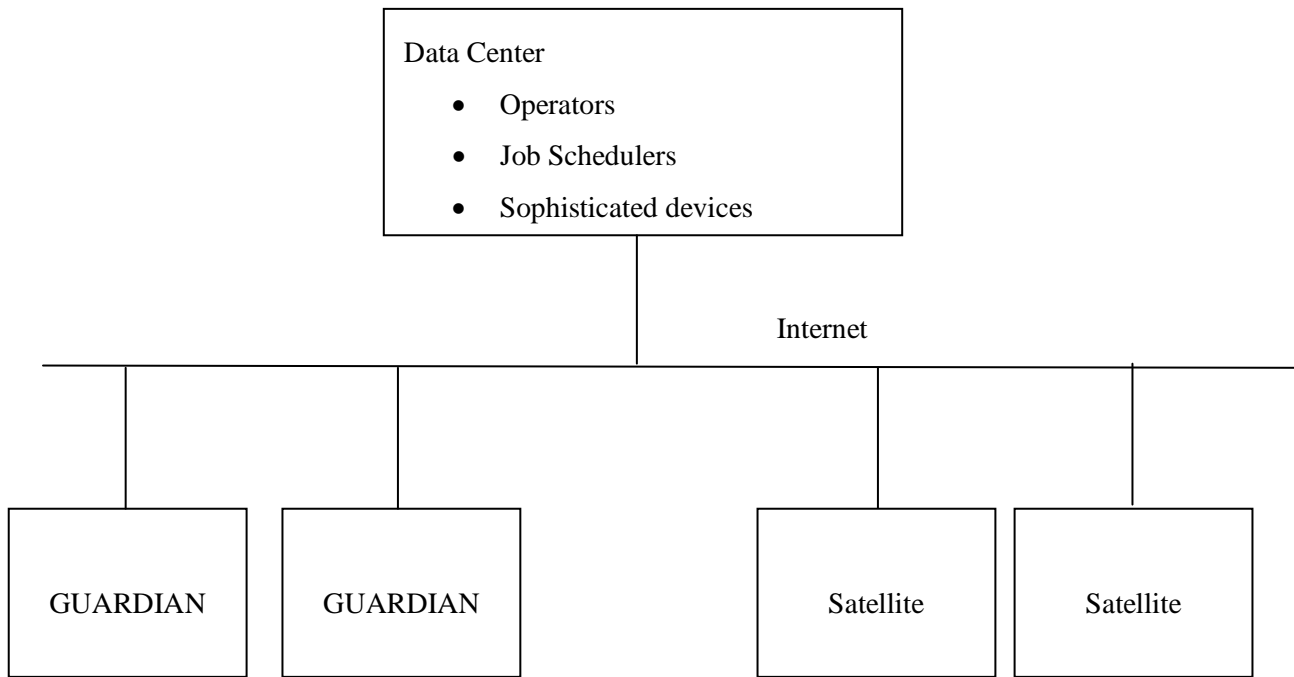 Data Center
• Operators
• Job Schedulers
• Sophisticated devices
Internet
GUARDIAN
GUARDIAN
Satellite
Satellite